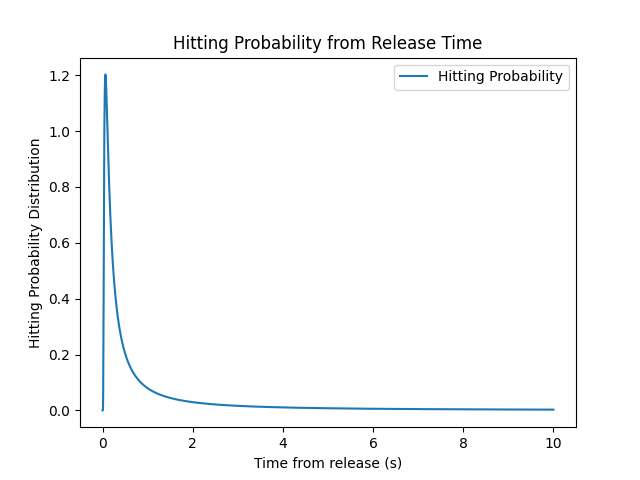 Hitting Probability from Release Time
Hitting Probability
Hitting Probability Distribution
1.2
1.0
0.8
0.6
0.4
0.2
0.0
0 2 4 6 8 10
Time from release (s)